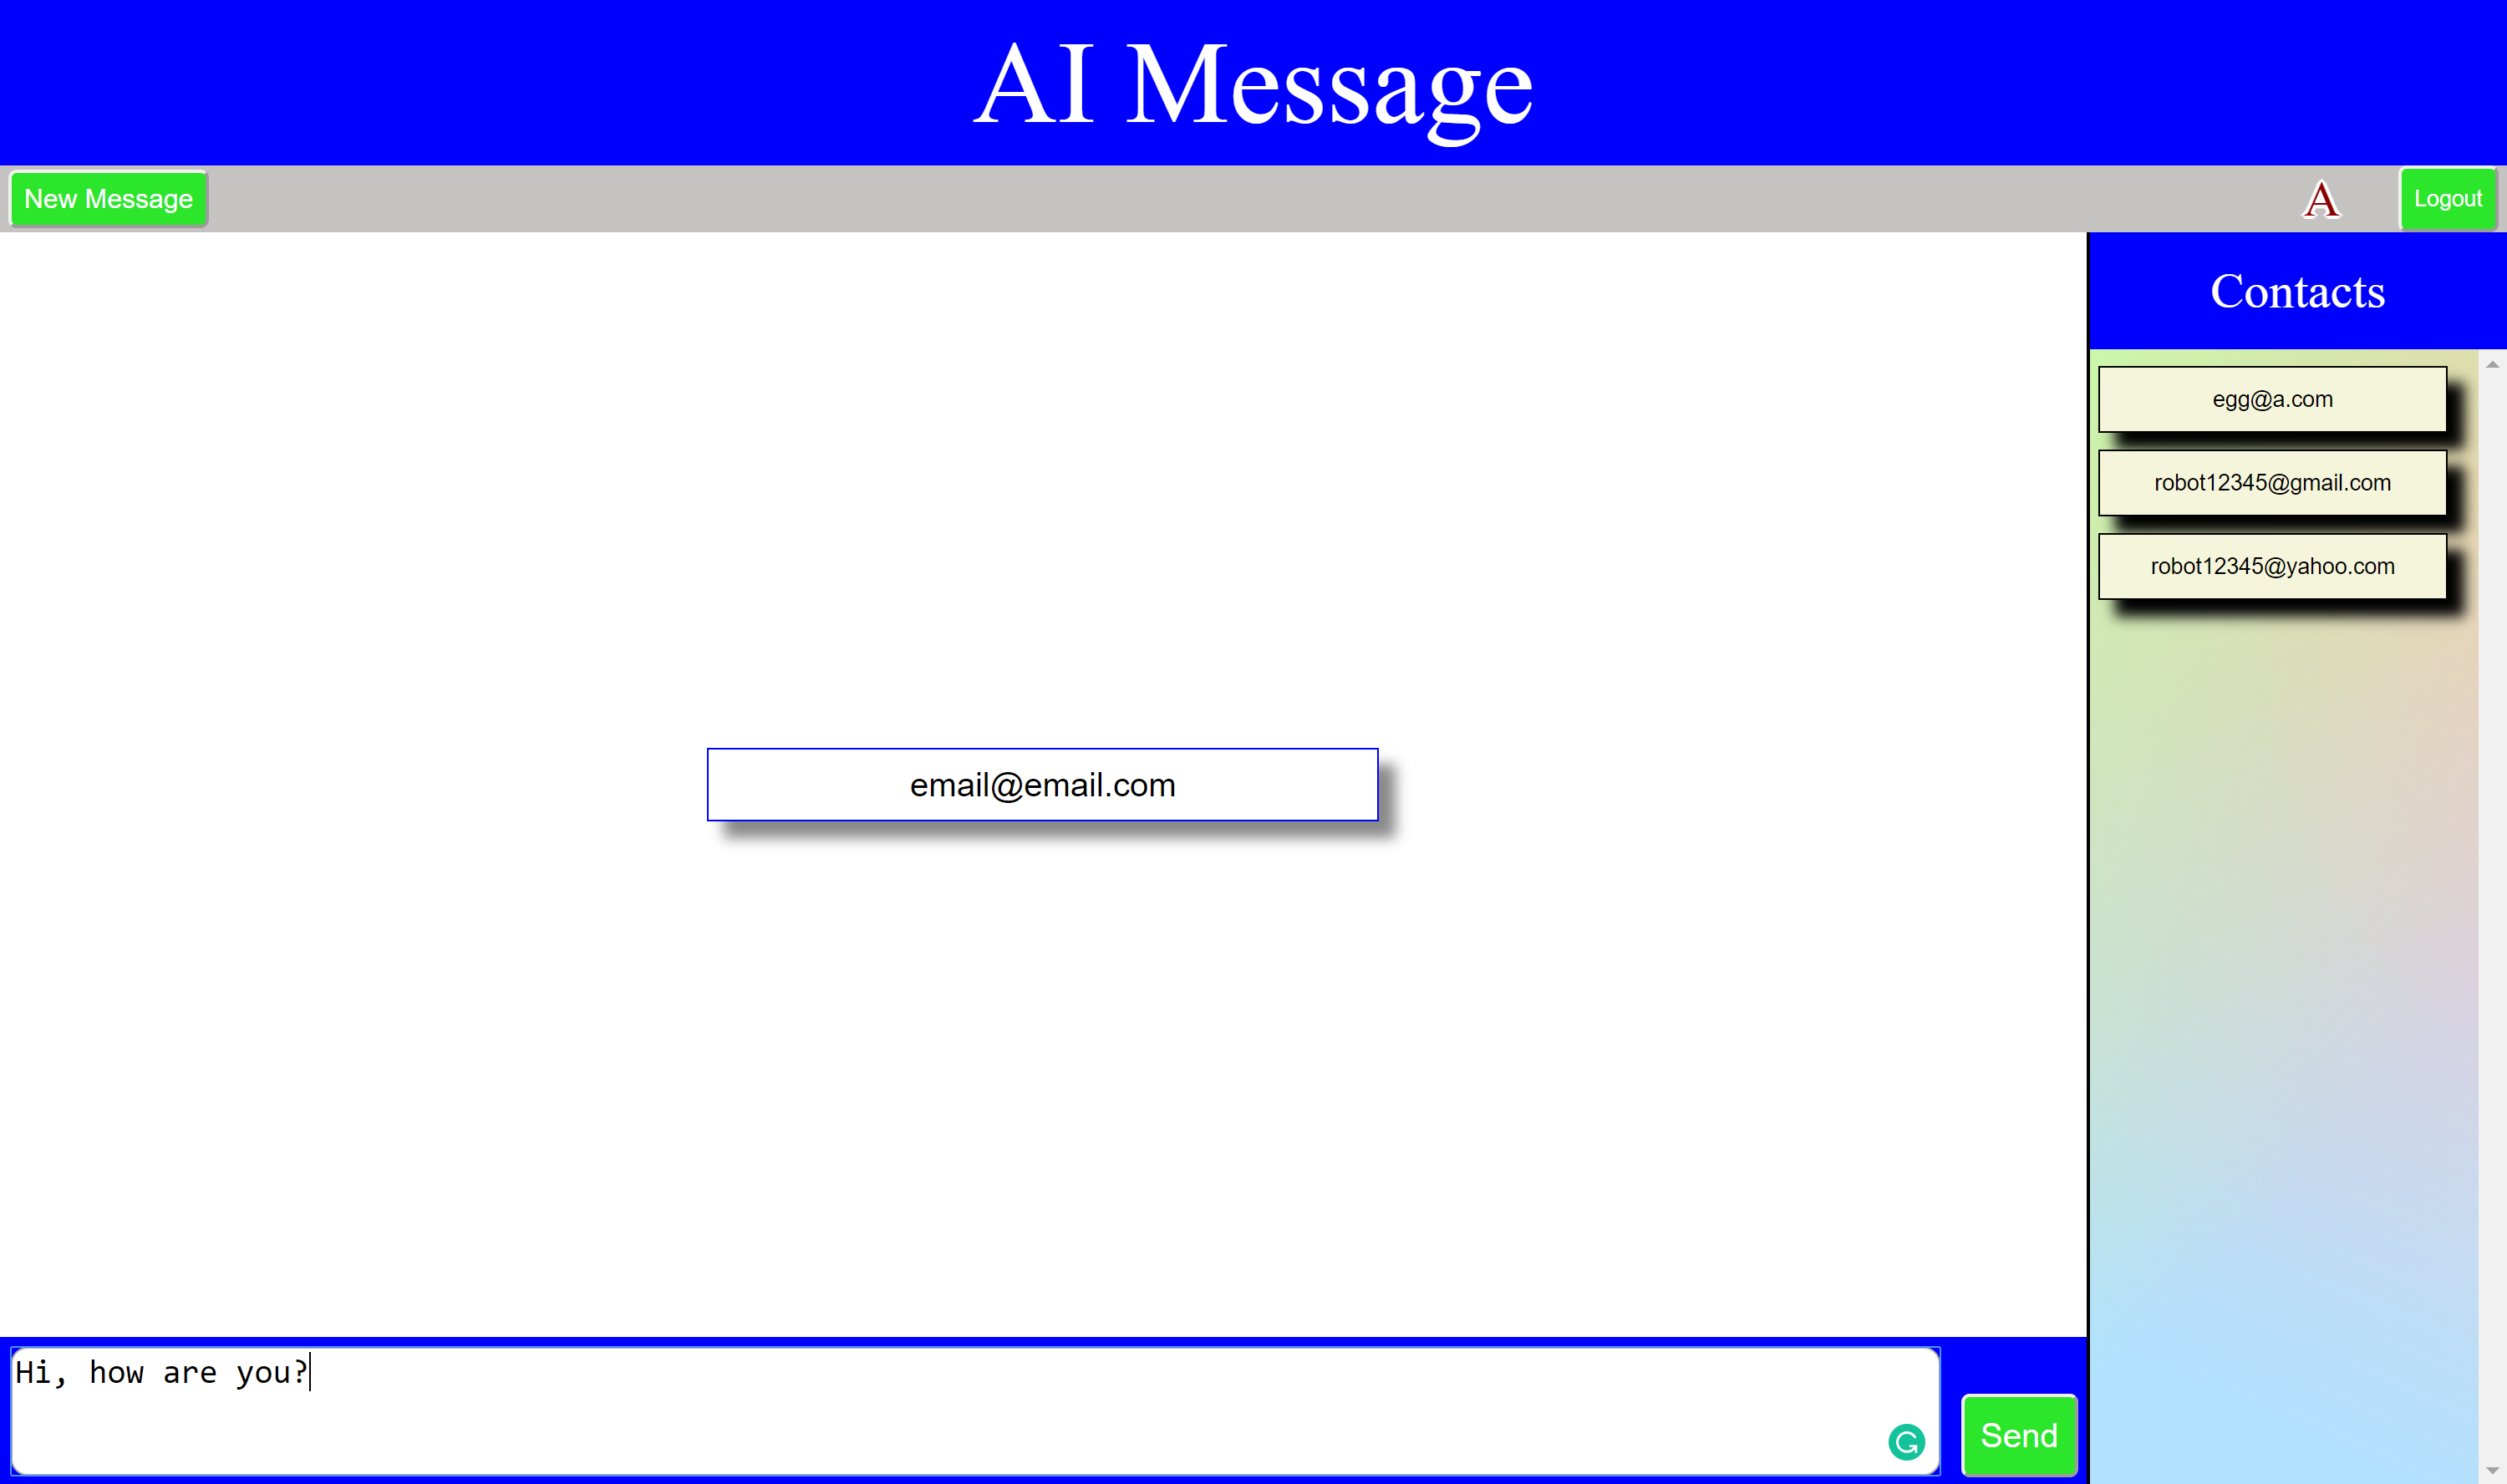 AI Message
New Message
A
Logout
Contacts
egg@a.com
robot12345@gmail.com
robot12345@yahoo.com
email@email.com
Hi, how are you?
Send